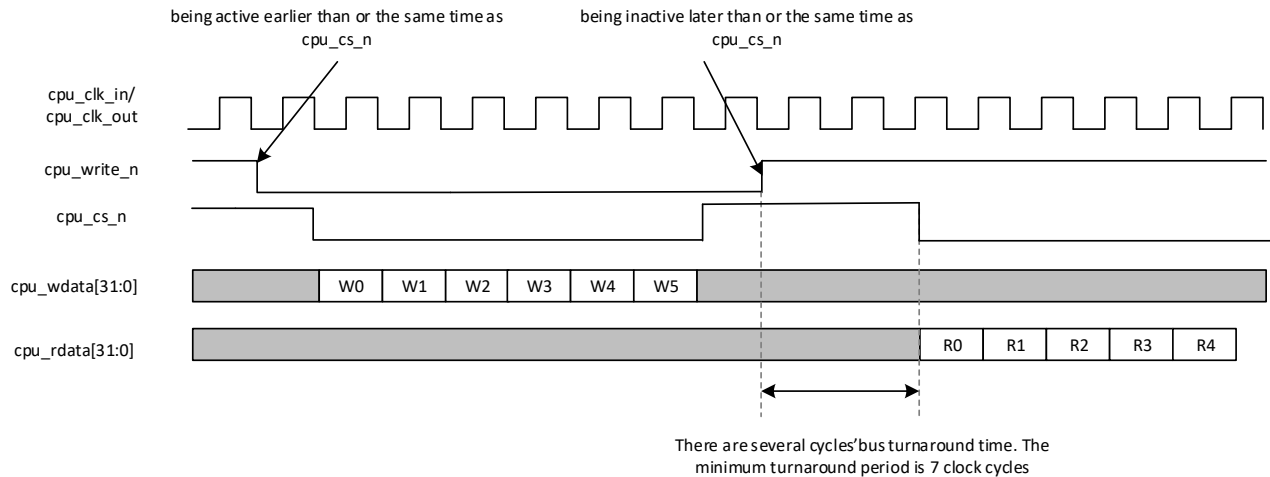 being active earlier than or the same time as
cpu_cs_n
being inactive later than or the same time as
cpu_cs_n
cpu_clk_in/
cpu_clk_out
cpu_write_n
cpu_cs_n
cpu_wdata[31:0]
W0 W1 W2 W3 W4 W5
cpu_rdata[31:0]
R0 R1 R2 R3 R4
There are several cycles’bus turnaround time. The
minimum turnaround period is 7 clock cycles